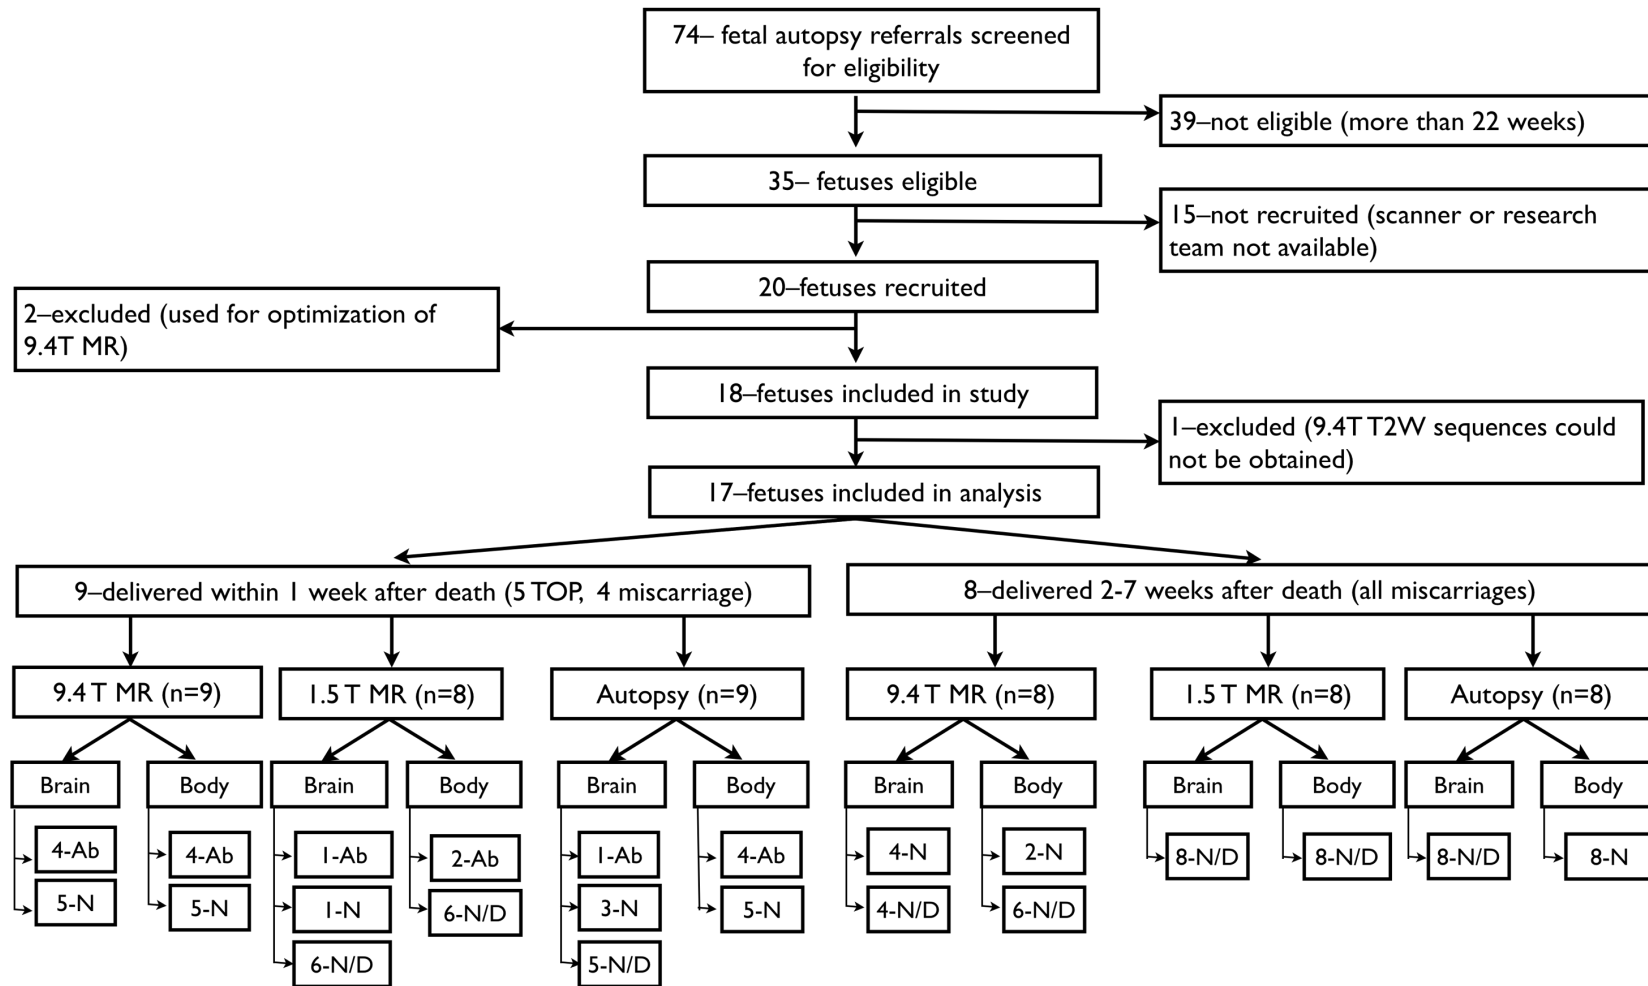 74– fetal autopsy referrals screened
for eligibility
39–not eligible (more than 22 weeks)
35– fetuses eligible
15–not recruited (scanner or research
team not available)
20–fetuses recruited
2–excluded (used for optimization of
9.4T MR)
18–fetuses included in study
1–excluded (9.4T T2W sequences could
not be obtained)
17–fetuses included in analysis
9–delivered within 1 week after death (5 TOP, 4 miscarriage)
8–delivered 2-7 weeks after death (all miscarriages)
9.4 T MR (n=9)
1.5 T MR (n=8)
Autopsy (n=9)
9.4 T MR (n=8)
1.5 T MR (n=8)
Autopsy (n=8)
Brain
Body
Brain
Body
Brain
Body
Brain
Body
Brain
Body
Brain
Body
4-Ab
5-N
4-Ab
5-N
1-Ab
1-N
6-N/D
2-Ab
6-N/D
1-Ab
3-N
5-N/D
4-Ab
5-N
4-N
4-N/D
2-N
6-N/D
8-N/D
8-N/D
8-N/D
8-N